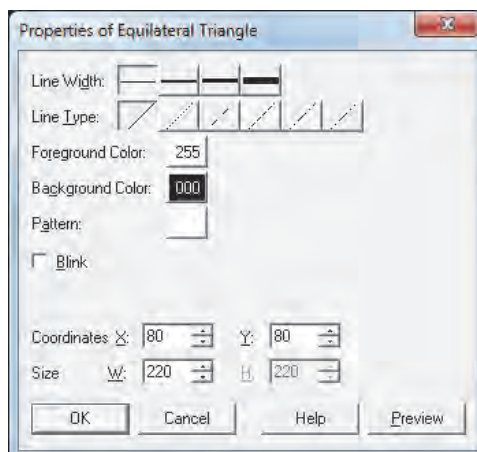 Properties of Equilateral Triangle
Line Width:
Line Type:
Foreground Color: 255
Background Color: 000
Pattern:
Blink
Coordinates X: 80 Y: 80
Size W: 220 H: 220
OK Cancel Help Preview